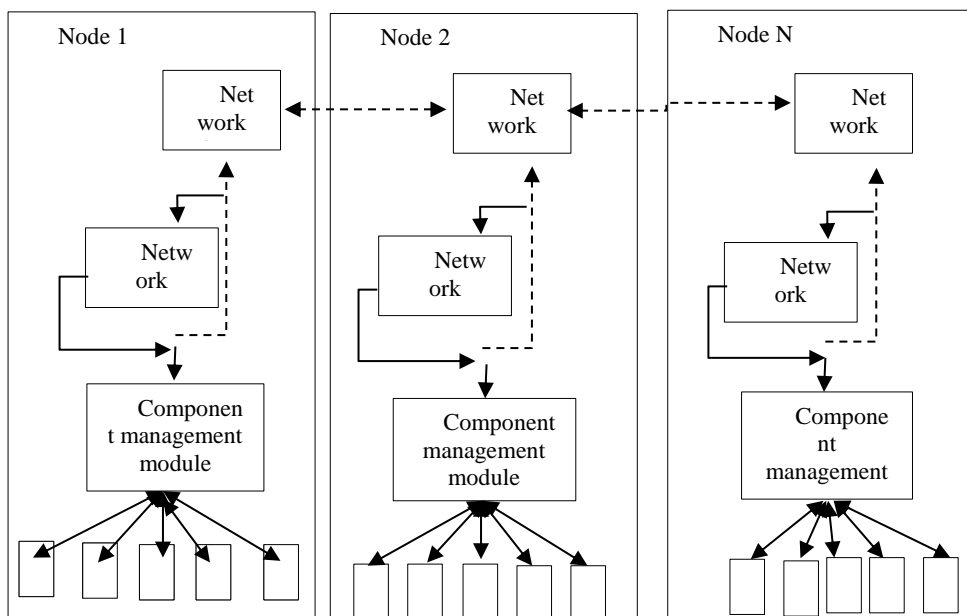 Node 1
Node 2
Node N
Net
work
Net
work
Net
work
Netw
ork
Netw
ork
Netw
ork
Componen
t management
module
Component
management
module
Compone
nt
management